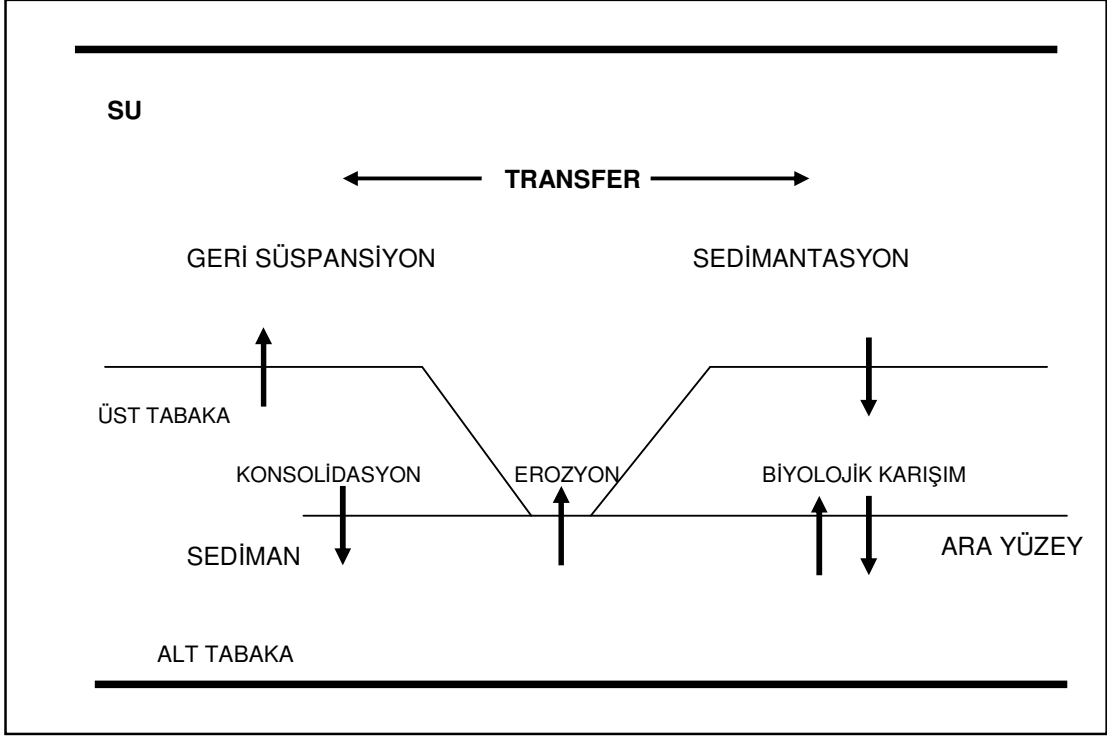 SU
TRANSFER
GERİ SÜSPANSİYON
SEDİMANTASYON
ÜST TABAKA
KONSOLİDASYON
EROZYON
BİYOLOJİK KARIŞIM
SEDİMAN
ARA YÜZEY
ALT TABAKA